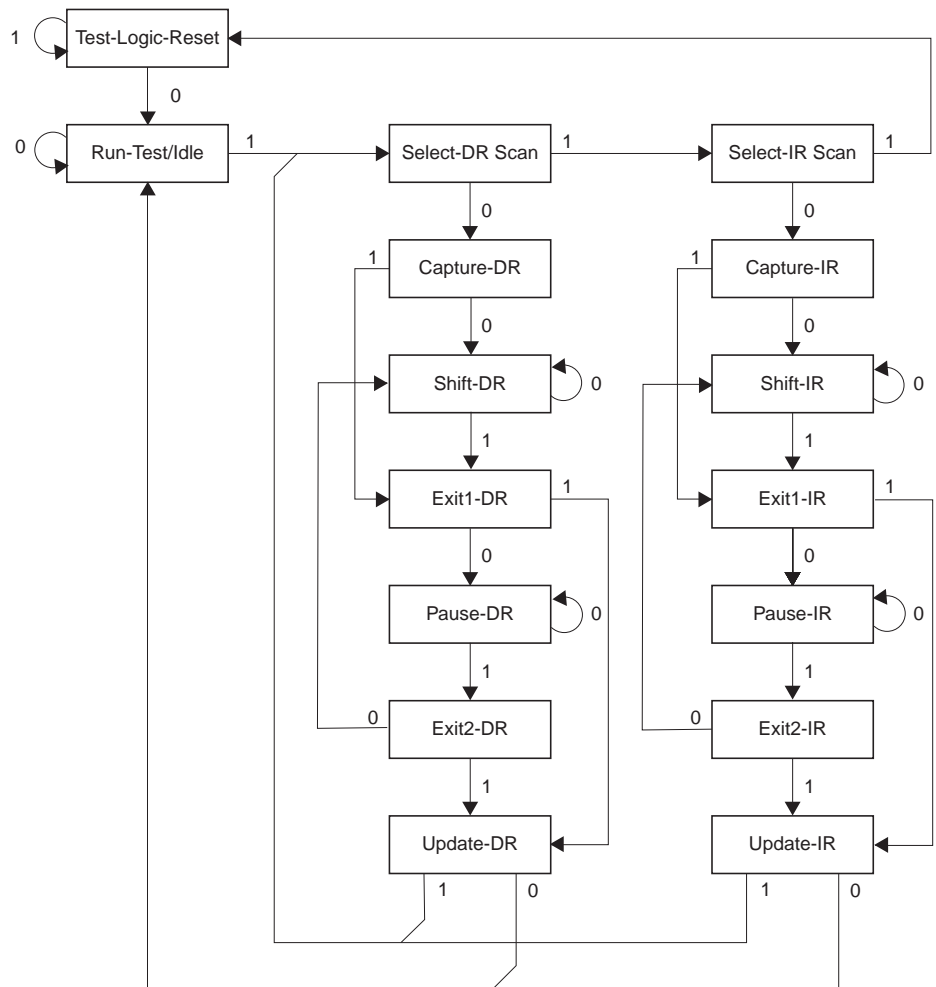 1
Test-Logic-Reset
0
0
Run-Test/Idle
1
Select-DR Scan
1
Select-IR Scan
1
0
0
1
Capture-DR
1
Capture-IR
0
0
Shift-DR
0
Shift-IR
0
1
1
Exit1-DR
1
Exit1-IR
1
0
0
Pause-DR
0
Pause-IR
0
1
1
0
Exit2-DR
0
Exit2-IR
1
1
Update-DR
Update-IR
1
0
1
0